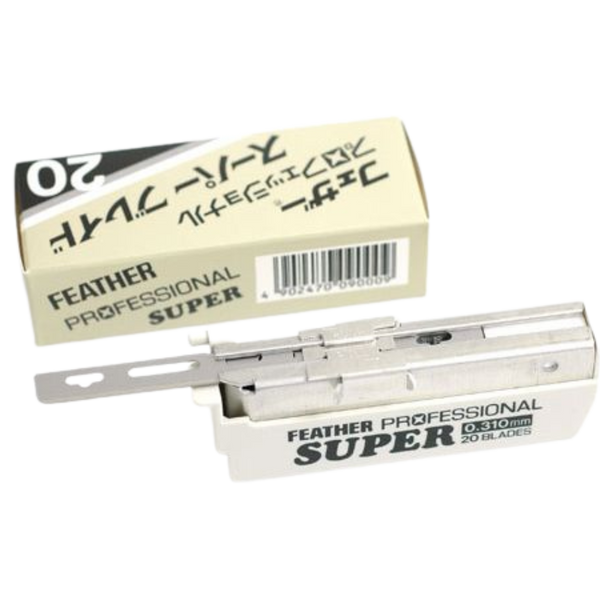 20
フェザー
プロフェッショナル
スーパー ブレイド
FEATHER
PROFESSIONAL
SUPER
4 902470 090009
FEATHER PROFESSIONAL
SUPER 0.310mm
20 BLADES